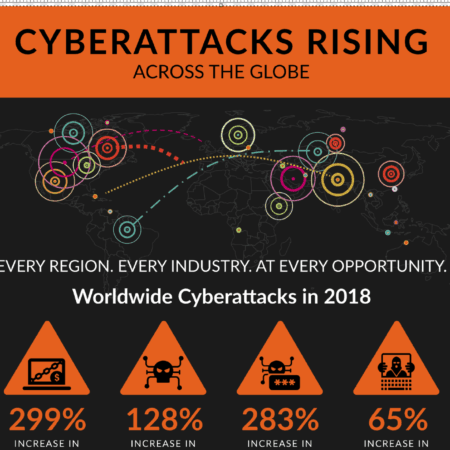 CYBERATTACKS RISING
ACROSS THE GLOBE
EVERY REGION. EVERY INDUSTRY. AT EVERY OPPORTUNITY.
Worldwide Cyberattacks in 2018
$
***
299% 128% 283% 65%
INCREASE IN INCREASE IN INCREASE IN INCREASE IN